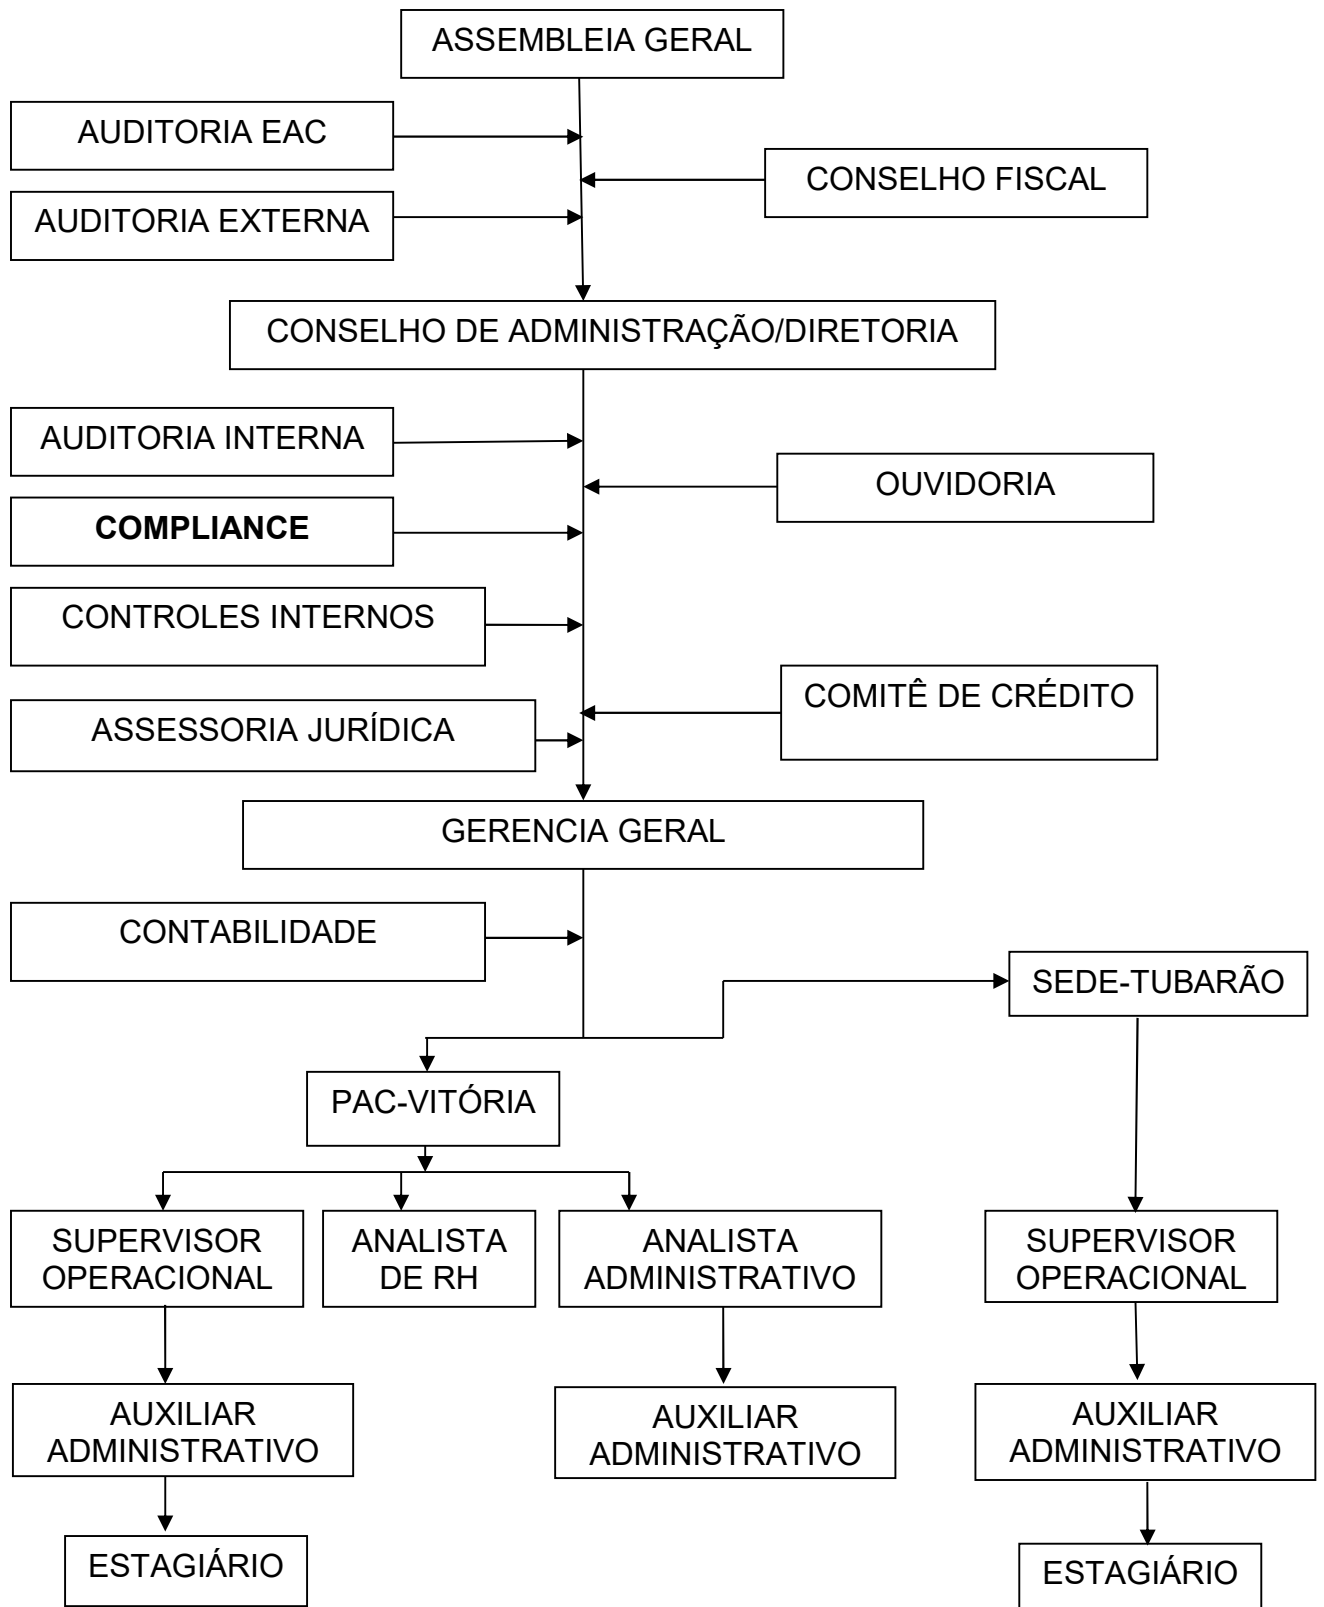 ASSEMBLEIA GERAL
AUDITORIA EAC
CONSELHO FISCAL
AUDITORIA EXTERNA
CONSELHO DE ADMINISTRAÇÃO/DIRETORIA
AUDITORIA INTERNA
OUVIDORIA
COMPLIANCE
CONTROLES INTERNOS
COMITÊ DE CRÉDITO
ASSESSORIA JURÍDICA
GERENCIA GERAL
CONTABILIDADE
SEDE-TUBARÃO
PAC-VITÓRIA
SUPERVISOR
OPERACIONAL
ANALISTA
DE RH
ANALISTA
ADMINISTRATIVO
SUPERVISOR
OPERACIONAL
AUXILIAR
ADMINISTRATIVO
AUXILIAR
ADMINISTRATIVO
AUXILIAR
ADMINISTRATIVO
ESTAGIÁRIO
ESTAGIÁRIO